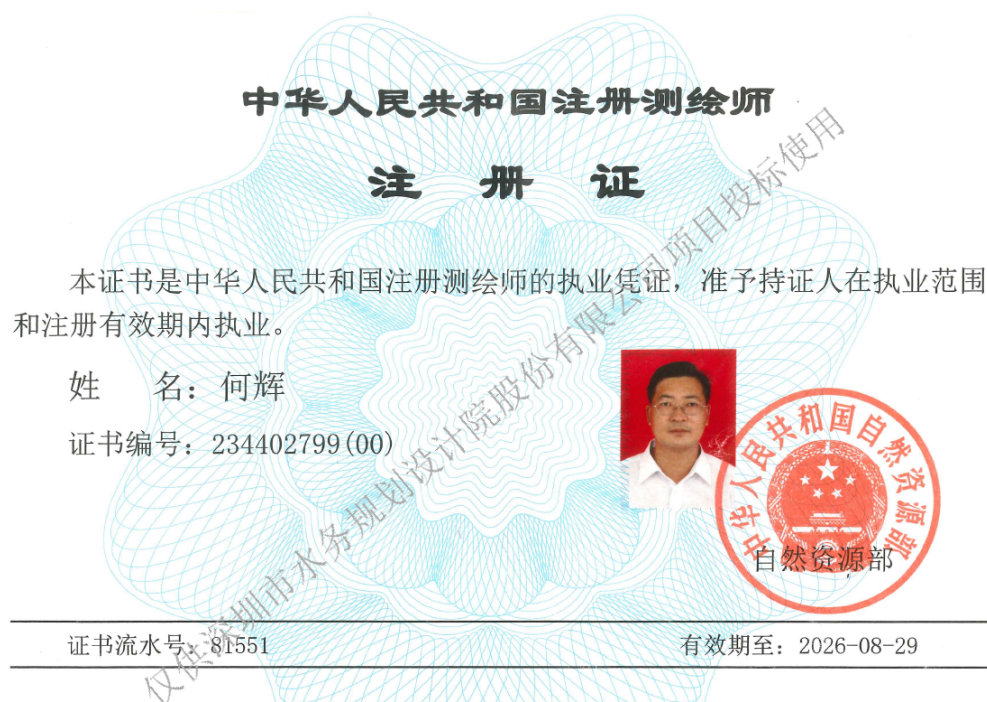 中华人民共和国注册测绘师
注 册 证
本证书是中华人民共和国注册测绘师的执业凭证，准予持证人在执业范围
和注册有效期内执业。
姓 名：何辉
证书编号：234402799(00)
中华人民共和国自然资源部
自然资源部
证书流水号：81551
有效期至：2026-08-29
仅供深圳市水务规划设计院股份有限公司项目投标使用